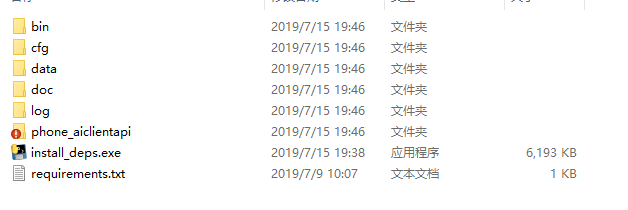 bin 2019/7/15 19:46 文件夹
cfg 2019/7/15 19:46 文件夹
data 2019/7/15 19:46 文件夹
doc 2019/7/15 19:46 文件夹
log 2019/7/15 19:46 文件夹
phone_aiclientapi 2019/7/15 19:46 文件夹
install_deps.exe 2019/7/15 19:38 应用程序 6,193 KB
requirements.txt 2019/7/9 10:07 文本文档 1 KB